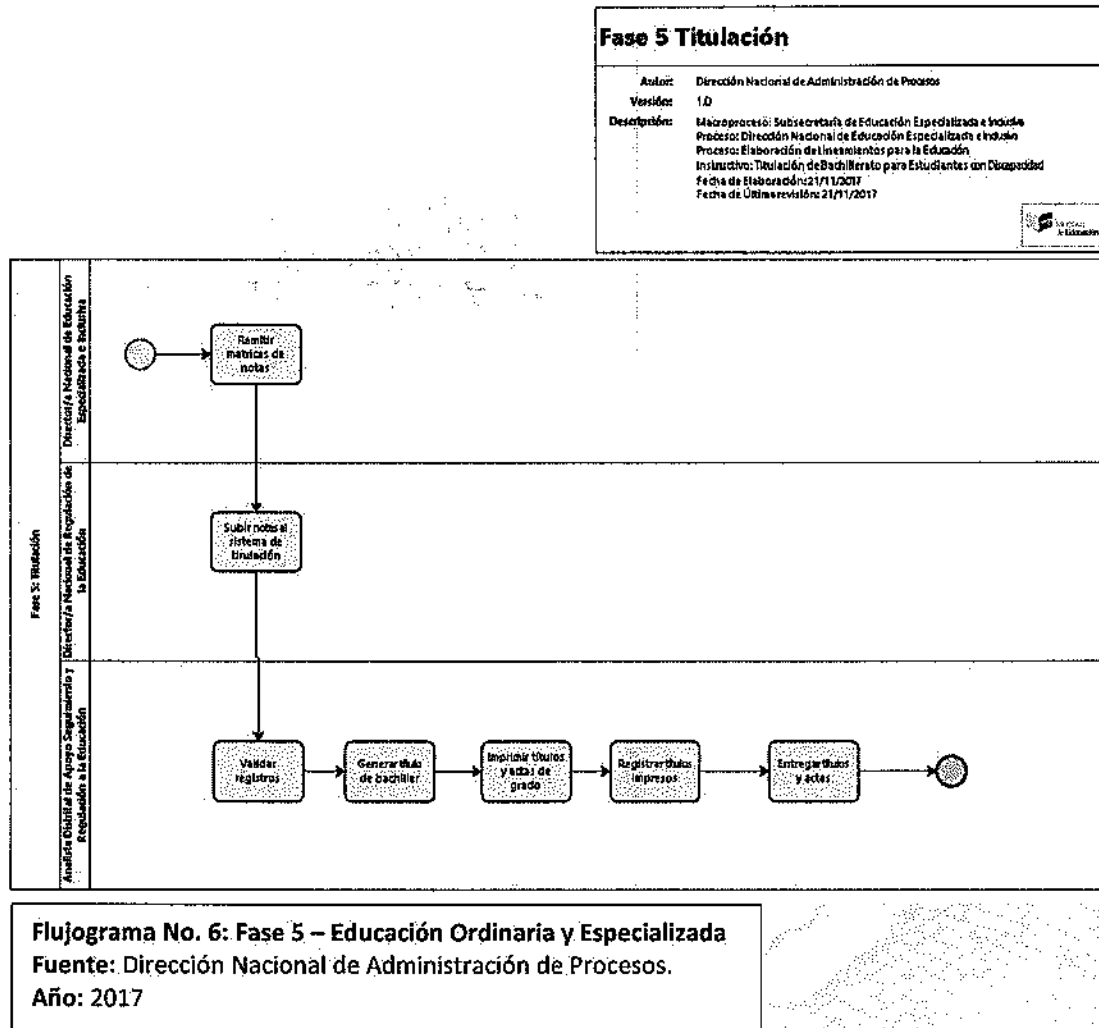 Fase 5 Titulación
Autor: Dirección Nacional de Administración de Procesos
Versión: 1.0
Descripción: Macroproceso: Subsecretaría de Educación Especializada e Inclusiva
Proceso: Dirección Nacional de Educación Especializada e Inclusiva
Proceso: Elaboración de Lineamientos para la Educación
Instructivo: Titulación de Bachillerato para Estudiantes con Discapacidad
Fecha de Elaboración: 21/11/2017
Fecha de Última revisión: 21/11/2017
Ministerio
de Educación
Fase 5: Titulación
Director/a Nacional de Educación
Especializada e Inclusiva
Remitir
matrices de
notas
Director/a Nacional de Regulación de
la Educación
Subir notas al
sistema de
titulación
Analista Distrital de Apoyo Seguimiento y
Regulación a la Educación
Validar
registros
Generar título
de bachiller
Imprimir títulos
y actas de
grado
Registrar títulos
impresos
Entregar títulos
y actas
Flujograma No. 6: Fase 5 – Educación Ordinaria y Especializada
Fuente: Dirección Nacional de Administración de Procesos.
Año: 2017